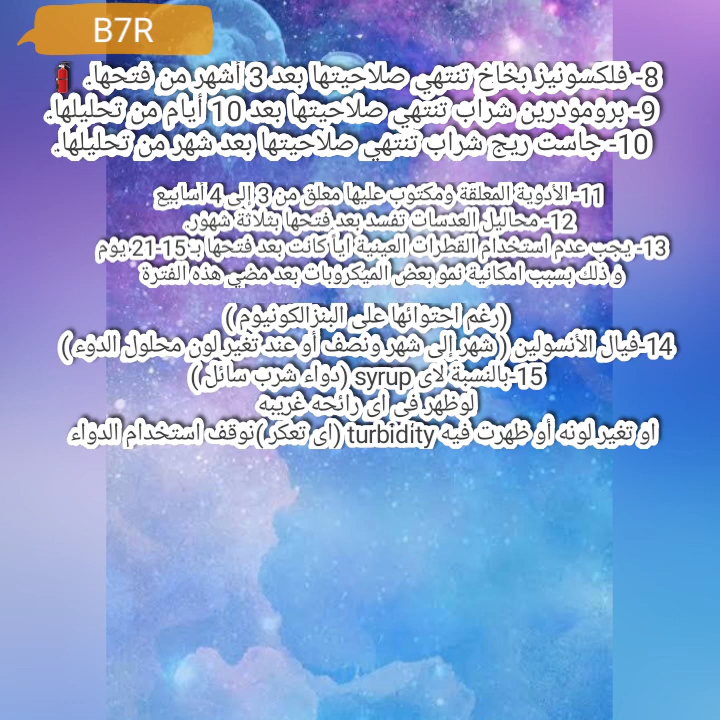 B7R
8- فلكسونيز بخاخ تنتهي صلاحيتها بعد 3 أشهر من فتحها.
9- برومودرين شراب تنتهي صلاحيتها بعد 10 أيام من تحليلها.
10- جاست ريج شراب تنتهي صلاحيتها بعد شهر من تحليلها.
11- الأدوية المعلقة ومكتوب عليها معلق من 3 إلى 4 أسابيع
12- محاليل العدسات تفسد بعد فتحها بثلاثة شهور.
13- يجب عدم استخدام القطرات العينية اياً كانت بعد فتحها بـ 15-21 يوم
و ذلك بسبب امكانية نمو بعض الميكروبات بعد مضي هذه الفترة
(رغم احتوائها على البنزالكونيوم)
14-فيال الأنسولين ( شهر إلى شهر ونصف أو عند تغير لون محلول الدوء )
15-بالنسبة لأى syrup (دواء شرب سائل )
لوظهر في اى رائحه غريبه
او تغير لونه أو ظهرت فيه turbidity (اى تعكر )نوقف استخدام الدواء